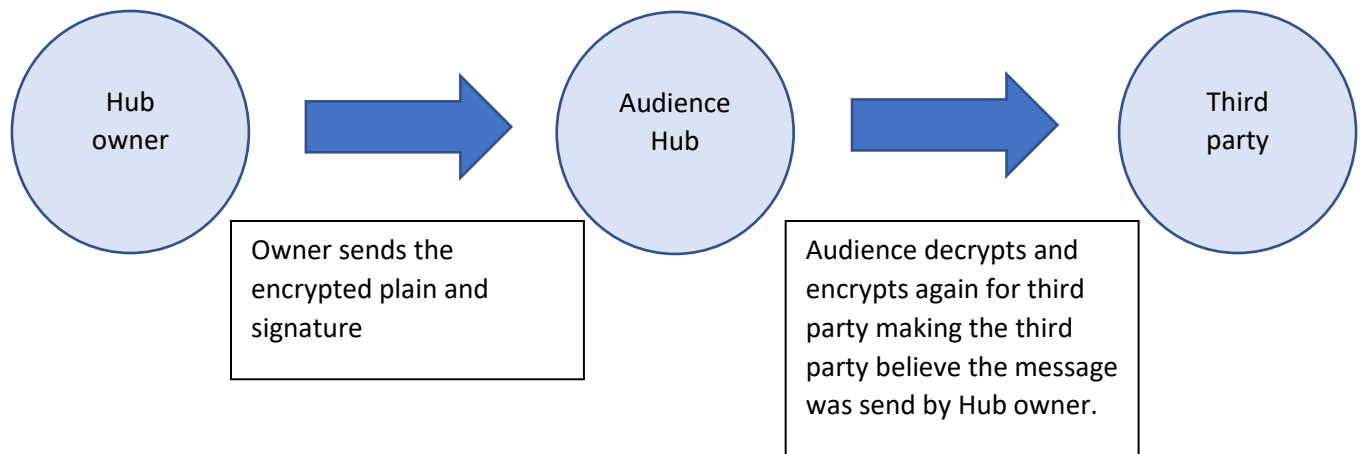 Hub
owner
Audience
Hub
Third
party
Owner sends the
encrypted plain and
signature
Audience decrypts and
encrypts again for third
party making the third
party believe the message
was send by Hub owner.